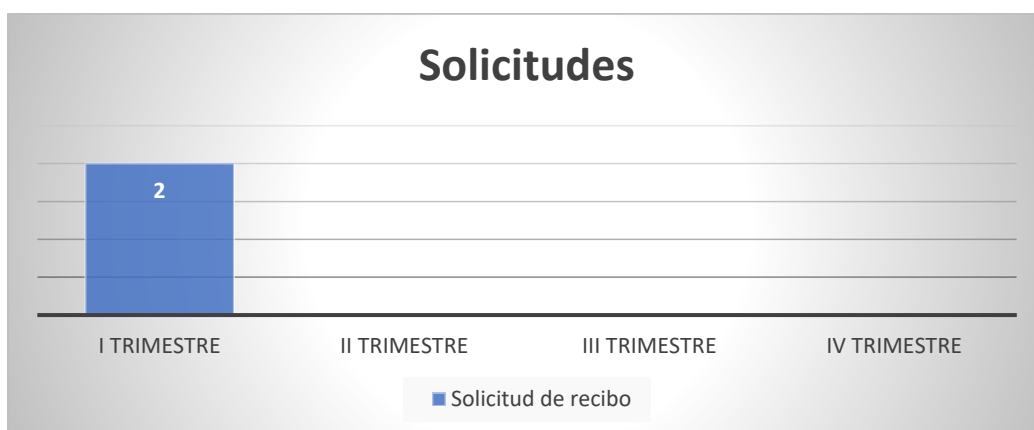 Solicitudes
2
I TRIMESTRE II TRIMESTRE III TRIMESTRE IV TRIMESTRE
Solicitud de recibo